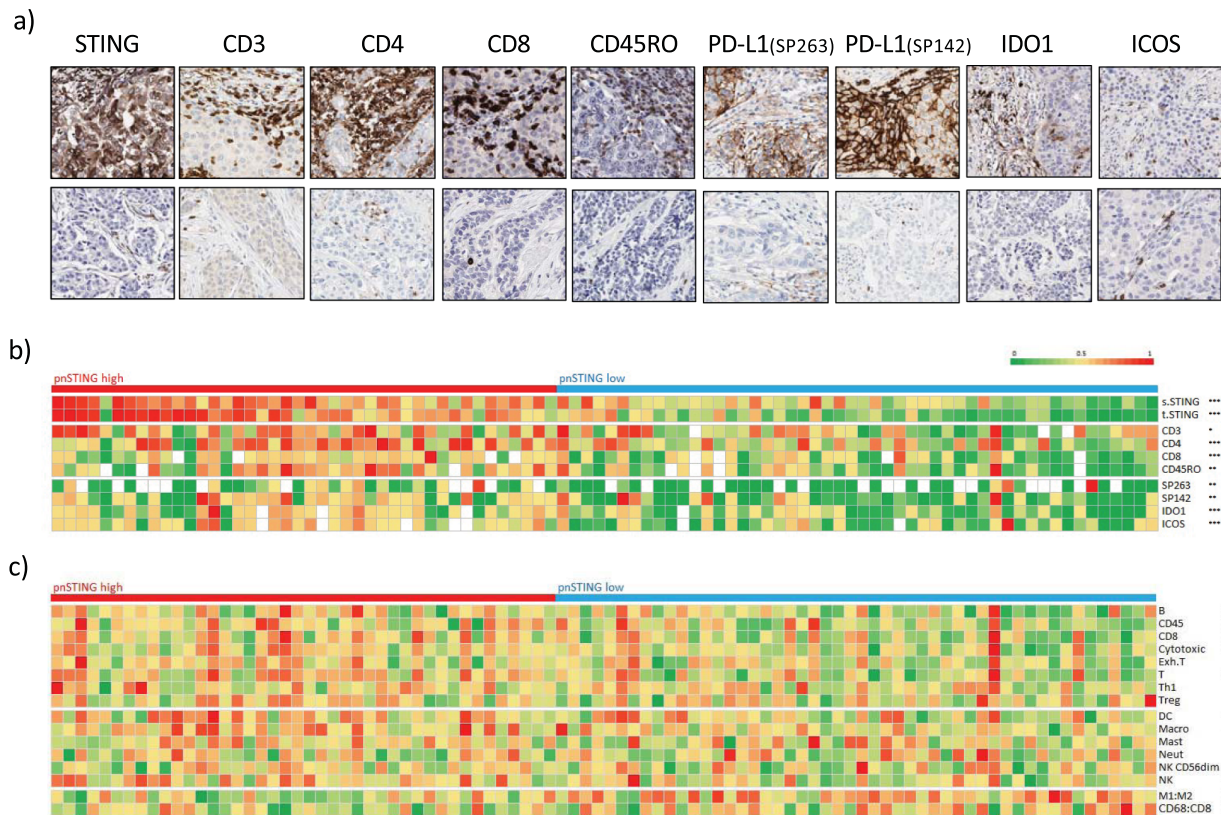 a)
STING CD3 CD4 CD8 CD45RO PD-L1(SP263) PD-L1(SP142) IDO1 ICOS
b)
0 0.5 1
pnSTING high pnSTING low
s.STING ***
t.STING ***
CD3 *
CD4 ***
CD8 ***
CD45RO **
SP263 **
SP142 **
IDO1 ***
ICOS ***
c)
pnSTING high pnSTING low
B
CD45
CD8
Cytotoxic
Exh.T
T
Th1
Treg
DC
Macro
Mast
Neut
NK CD56dim
NK
M1:M2
CD68:CD8